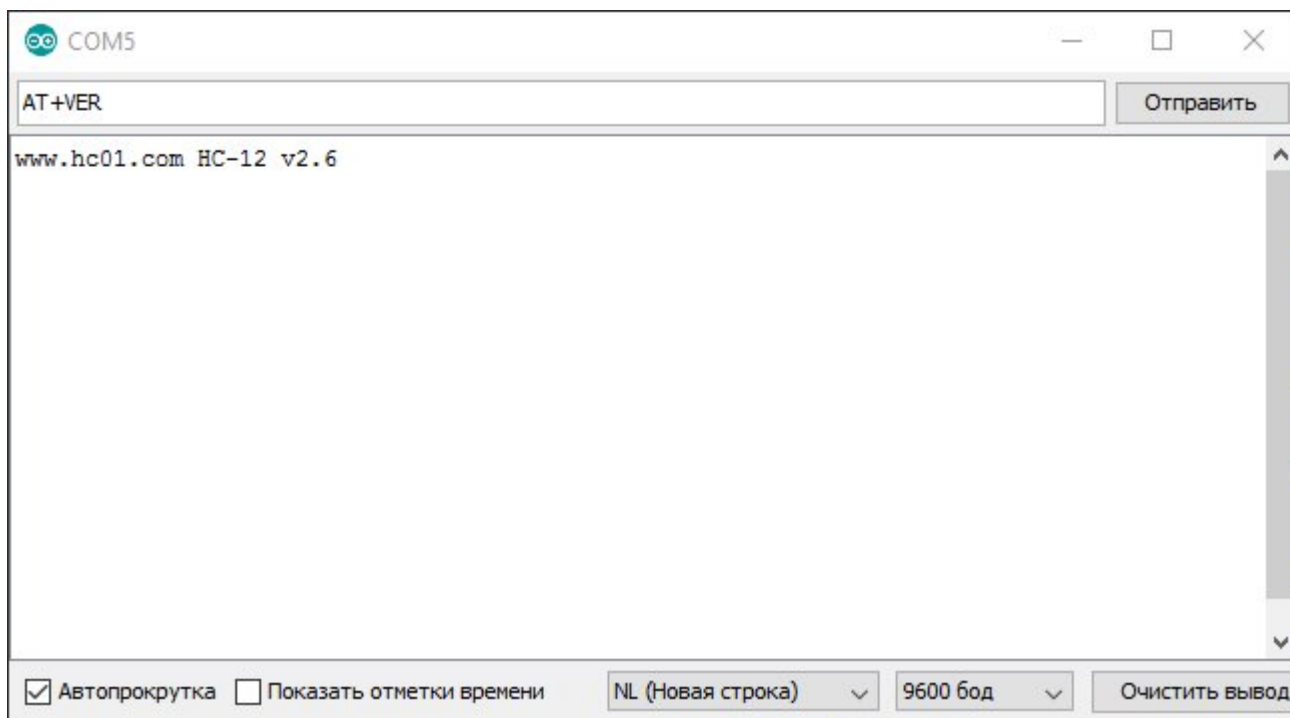 COM5
AT+VER
Отправить
www.hc01.com HC-12 v2.6
Автопрокрутка Показать отметки времени NL (Новая строка) 9600 бод Очистить вывод